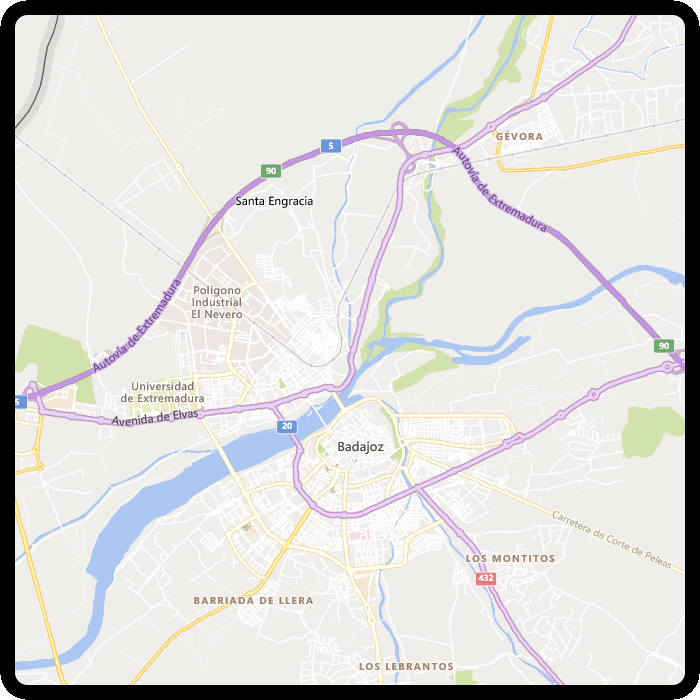 GÉVORA
5
90
Autovía de Extremadura
Santa Engracia
Autovía de Extremadura
Polígono
Industrial
El Nevero
90
Universidad
de Extremadura
5
Avenida de Elvas
20
Badajoz
Carretera de Corte de Peleas
LOS MONTITOS
432
BARRIADA DE LLERA
LOS LEBRANTOS